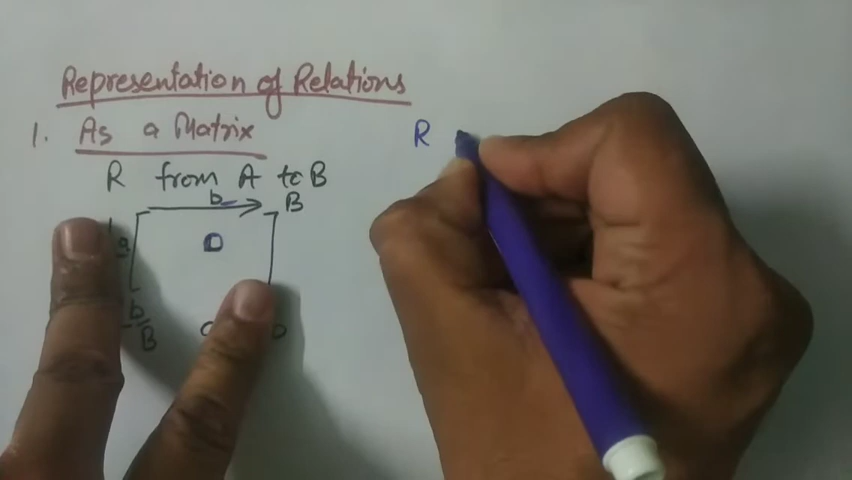 Representation of Relations
1. As a Matrix
R from A to B
b B
a
b
B
R